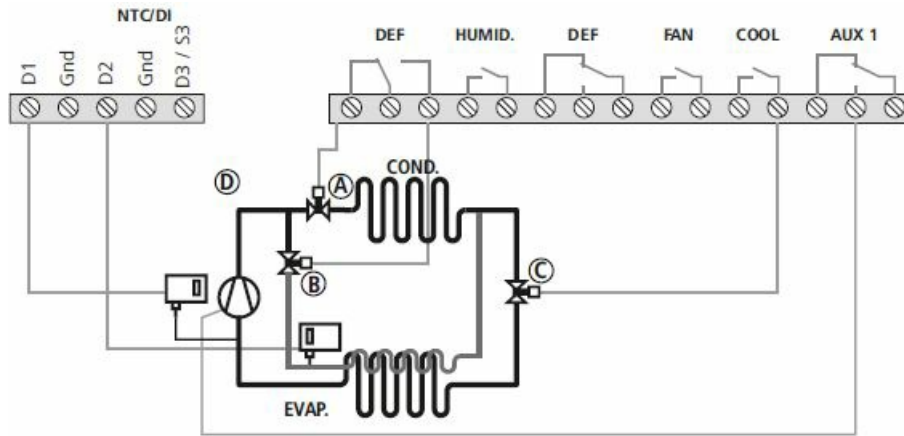 NTC/DI
D1
Gnd
D2
Gnd
D3 / S3
DEF
HUMID.
DEF
FAN
COOL
AUX 1
COND.
D
A
B
C
EVAP.